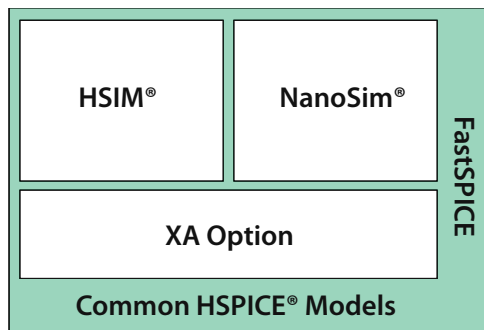 HSIM®
NanoSim®
FastSPICE
XA Option
Common HSPICE® Models